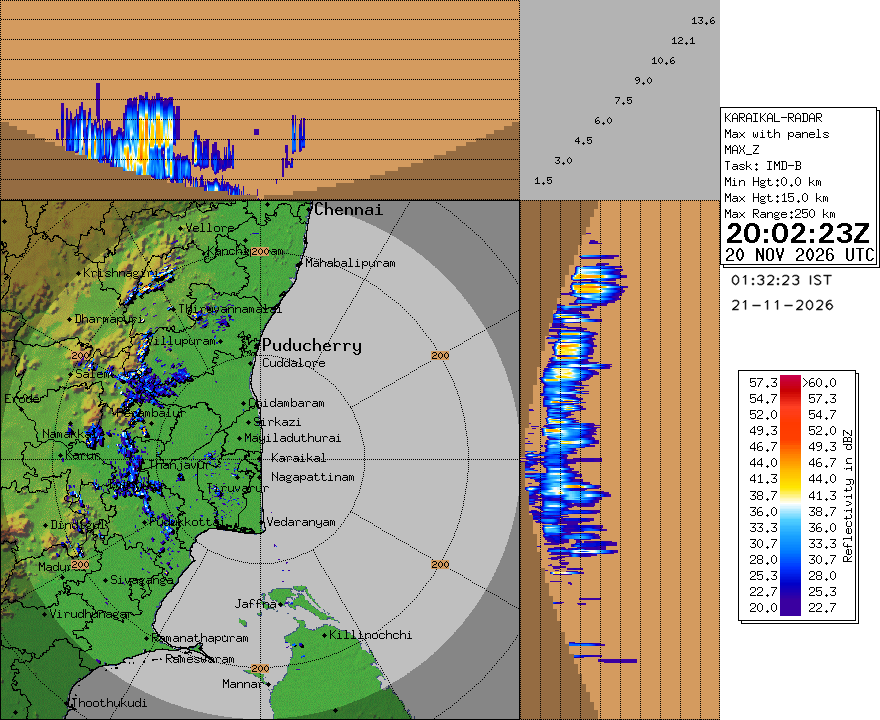 13.6
12.1
10.6
9.0
7.5
6.0
4.5
3.0
1.5
KARAIKAL-RADAR
Max with panels
MAX_Z
Task: IMD-B
Min Hgt:0.0 km
Max Hgt:15.0 km
Max Range:250 km
20:02:23Z
20 NOV 2026 UTC
01:32:23 IST
21-11-2026
Chennai
Vellore
200
Mahabalipuram
Krishnagiri
Thiruvannamalai
Dharmapuri
Villupuram
Puducherry
200
200
Cuddalore
Salem
Erode
Chidambaram
Perambalur
Sirkazi
Namakkal
Mayiladuthurai
Karur
Thanjavur
Karaikal
Nagapattinam
Tiruvarur
Pudukkottai
Vedaranyam
200
200
Sivaganga
Jaffna
Virudhunagar
Killinochchi
Ramanathapuram
Rameswaram
200
Mannar
Thoothukudi
57.3 >60.0
54.7 57.3
52.0 54.7
49.3 52.0
46.7 49.3
44.0 46.7
41.3 44.0
38.7 41.3
36.0 38.7
33.3 36.0
30.7 33.3
28.0 30.7
25.3 28.0
22.7 25.3
20.0 22.7
Reflectivity in dBZ